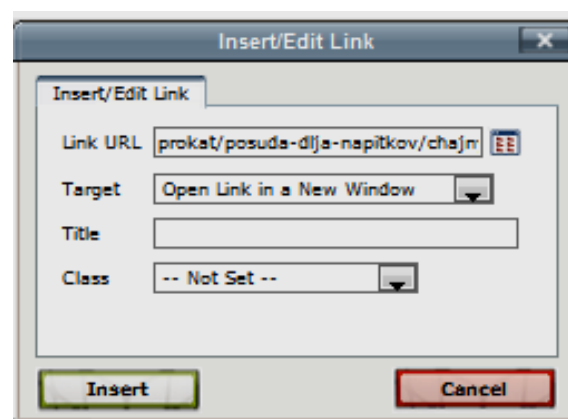 Insert/Edit Link
Insert/Edit Link
Link URL prokat/posuda-dlja-napitkov/chajn
Target Open Link in a New Window
Title
Class -- Not Set --
Insert Cancel